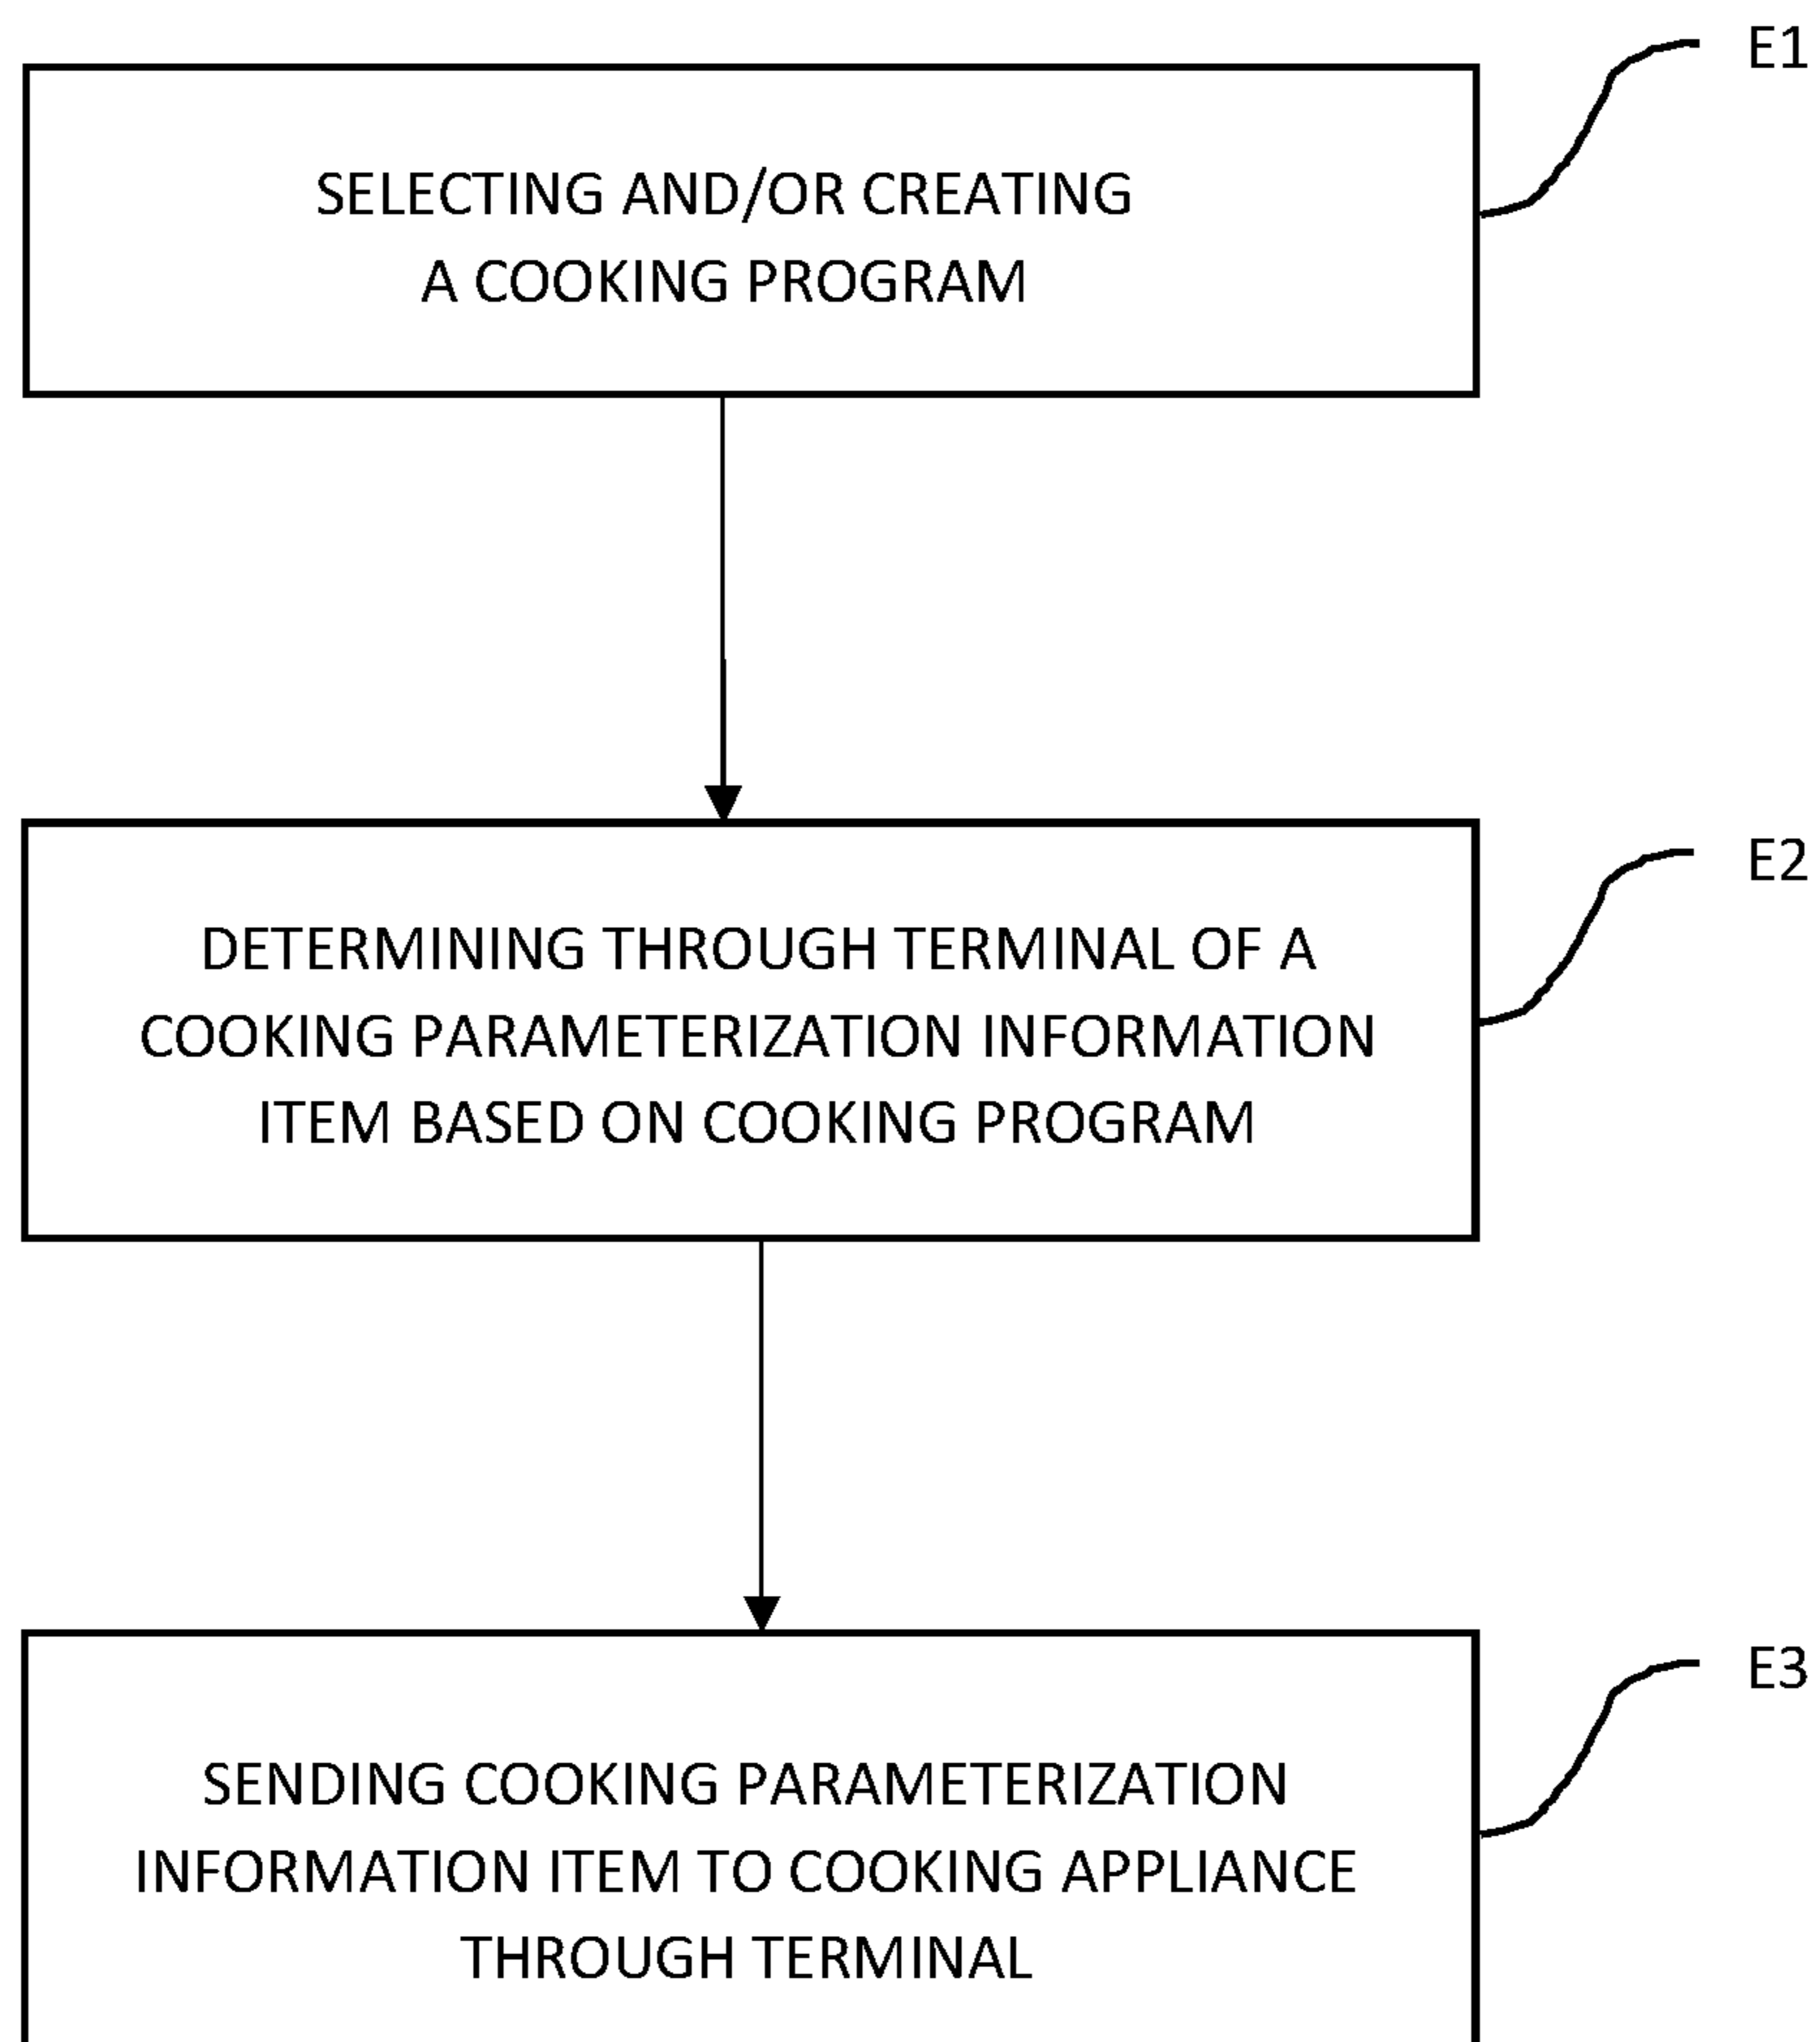 E1
SELECTING AND/OR CREATING
A COOKING PROGRAM
E2
DETERMINING THROUGH TERMINAL OF A
COOKING PARAMETERIZATION INFORMATION
ITEM BASED ON COOKING PROGRAM
E3
SENDING COOKING PARAMETERIZATION
INFORMATION ITEM TO COOKING APPLIANCE
THROUGH TERMINAL